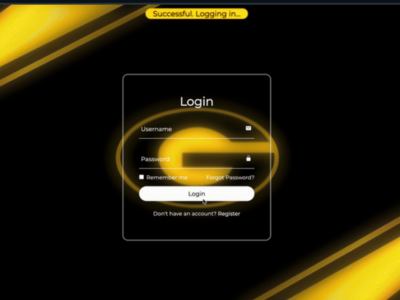 Successful. Logging in...
Login
Username
Password
Remember me Forgot Password?
Login
Don't have an account? Register